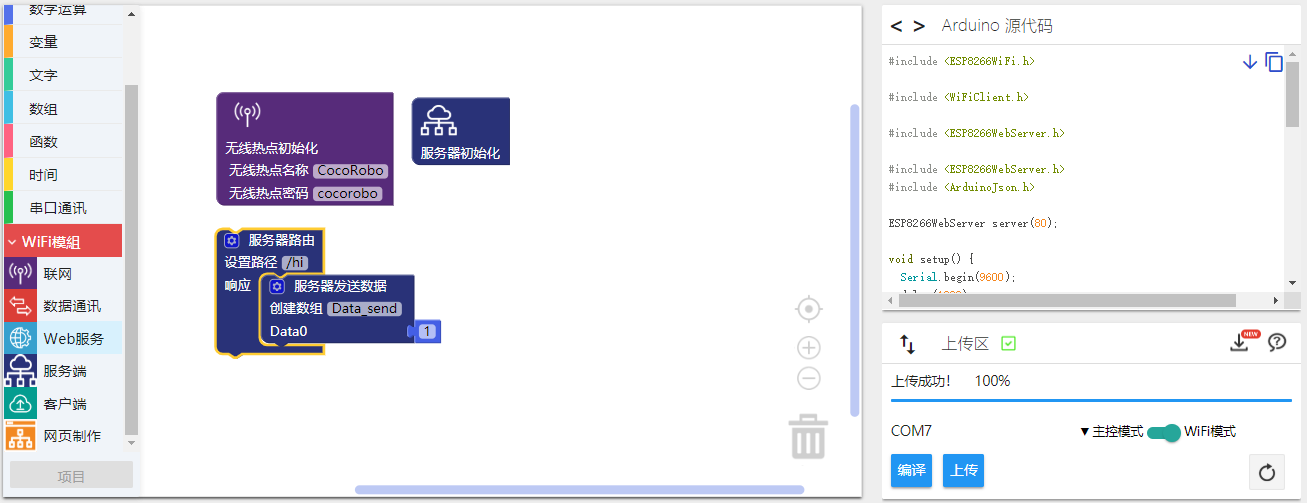 数学运算
变量
文字
数组
函数
时间
串口通讯
WiFi模组
联网
数据通讯
Web服务
服务端
客户端
网页制作
项目
无线热点初始化
无线热点名称 CocoRobo
无线热点密码 cocorobo
服务器初始化
服务器路由
设置路径 /hi
响应
服务器发送数据
创建数组 Data_send
Data0 1
< > Arduino 源代码
#include <ESP8266WiFi.h>
#include <WiFiClient.h>
#include <ESP8266WebServer.h>
#include <ESP8266WebServer.h>
#include <ArduinoJson.h>
ESP8266WebServer server(80);
void setup() {
Serial.begin(9600);
上传区
NEW
上传成功! 100%
COM7
▼主控模式 WiFi模式
编译 上传